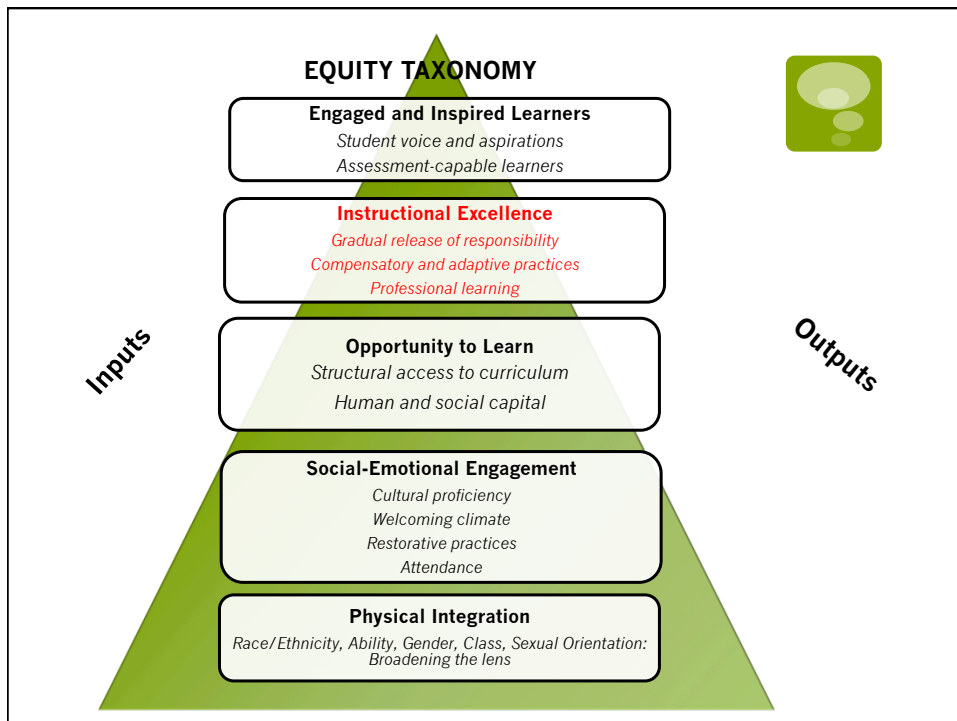 EQUITY TAXONOMY
Engaged and Inspired Learners
Student voice and aspirations
Assessment-capable learners
Instructional Excellence
Gradual release of responsibility
Compensatory and adaptive practices
Professional learning
Inputs
Outputs
Opportunity to Learn
Structural access to curriculum
Human and social capital
Social-Emotional Engagement
Cultural proficiency
Welcoming climate
Restorative practices
Attendance
Physical Integration
Race/Ethnicity, Ability, Gender, Class, Sexual Orientation:
Broadening the lens